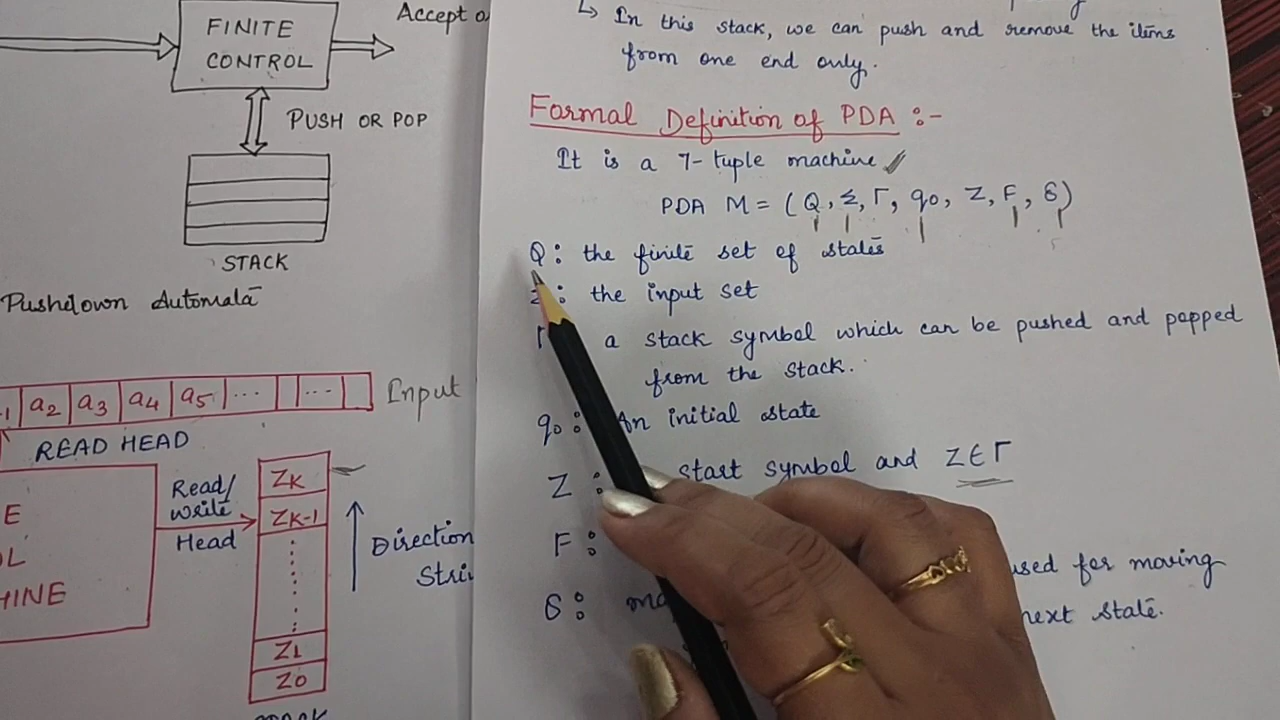 FINITE
CONTROL
Accept o
PUSH OR POP
STACK
Pushdown Automata
a2 a3 a4 a5 ... ...
Input
READ HEAD
Read/
write
Head
ZK
ZK-1
Z1
Z0
Direction
E
HINE
↳ In this stack, we can push and remove the items
from one end only.
Formal Definition of PDA :-
It is a 7-tuple machine
PDA M = (Q, Σ, Γ, q0, Z, F, δ)
Q: the finite set of states
Σ: the input set
Γ a stack symbol which can be pushed and popped
from the stack.
q0: An initial state
Z: start symbol and Z∈Γ
F:
δ: used for moving
next state.